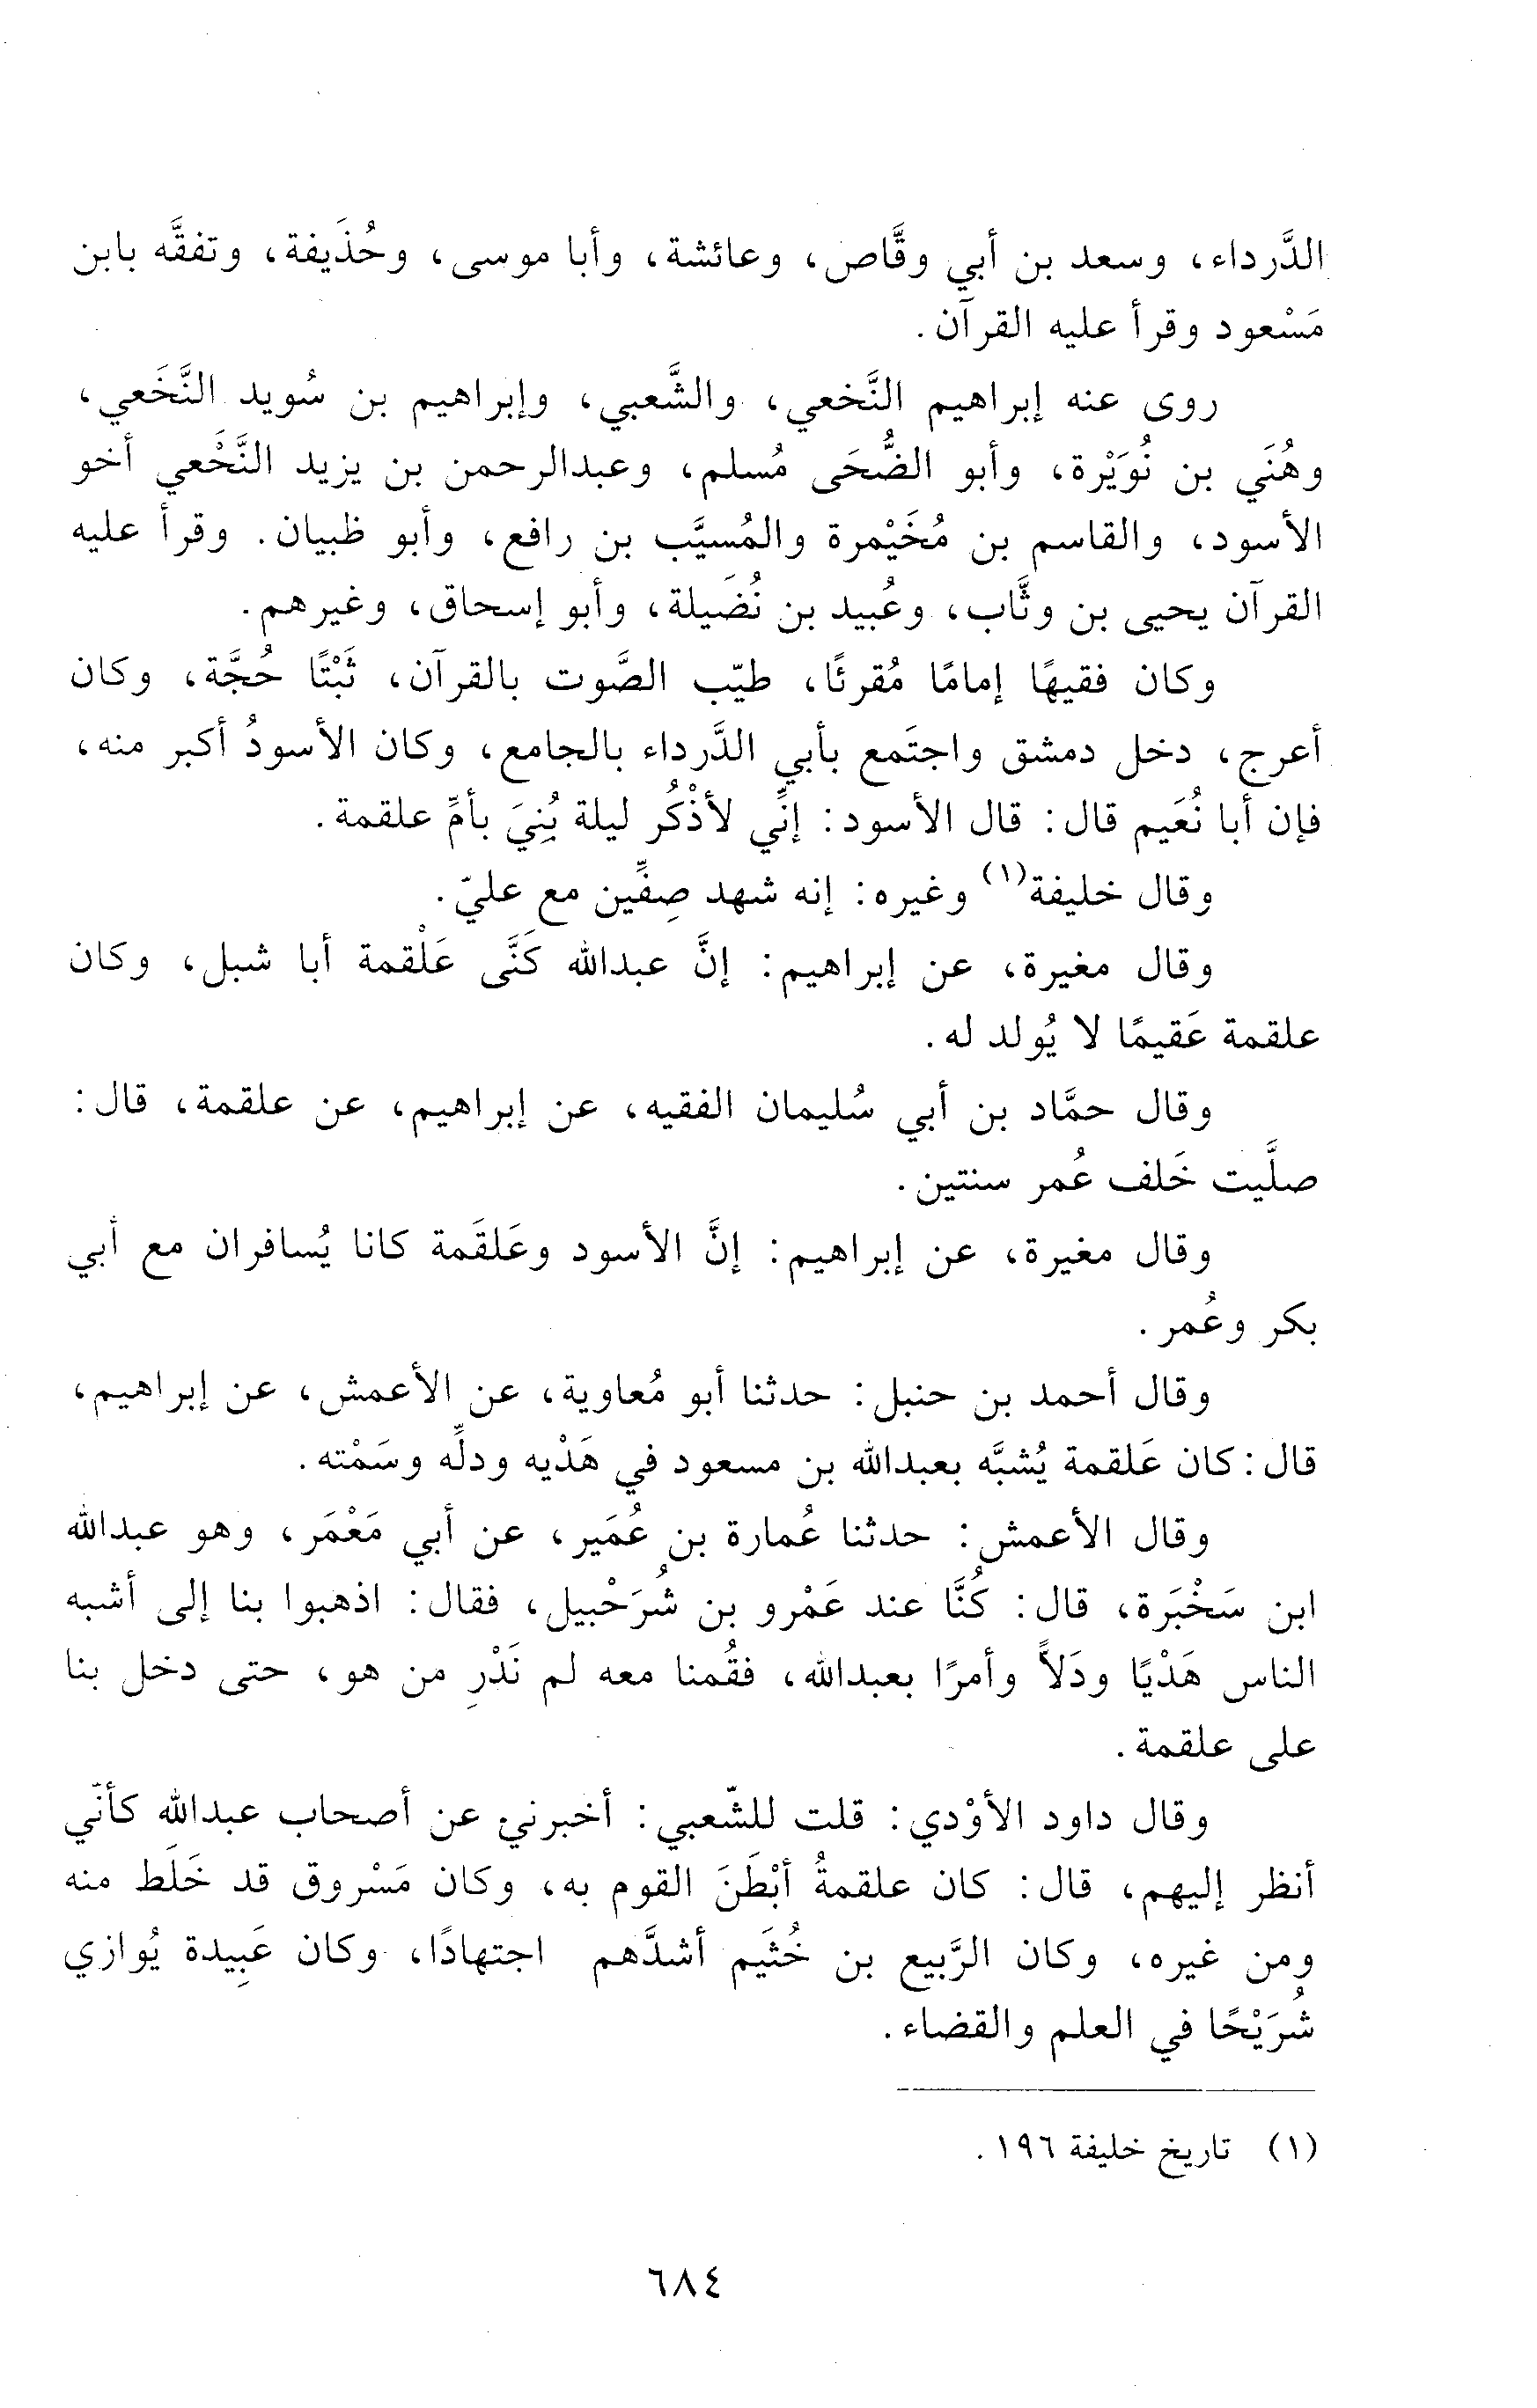 الدَّرداء، وسعد بن أبي وقَّاص، وعائشة، وأبا موسى، وحُذَيفة، وتفقَّه بابن
مَسْعود وقرأ عليه القرآن.
روى عنه إبراهيم النَّخعي، والشَّعبي، وإبراهيم بن سُويد النَّخَعي،
وهُنَي بن نُوَيْرة، وأبو الضُّحَى مُسلم، وعبدالرحمن بن يزيد النَّخَعي أخو
الأسود، والقاسم بن مُخَيْمرة والمُسيَّب بن رافع، وأبو ظبيان. وقرأ عليه
القرآن يحيى بن وثَّاب، وعُبيد بن نُضَيلة، وأبو إسحاق، وغيرهم.
وكان فقيهًا إمامًا مُقرئًا، طيّب الصَّوت بالقرآن، ثَبْتًا حُجَّة، وكان
أعرج، دخل دمشق واجتَمع بأبي الدَّرداء بالجامع، وكان الأسودُ أكبر منه،
فإن أبا نُعَيم قال: قال الأسود: إنِّي لأذْكُر ليلة بُنِيَ بأمِّ علقمة.
وقال خليفة(١) وغيره: إنه شهد صِفِّين مع عليّ.
وقال مغيرة، عن إبراهيم: إنَّ عبدالله كَنَّى عَلْقمة أبا شبل، وكان
علقمة عَقيمًا لا يُولد له.
وقال حمَّاد بن أبي سُليمان الفقيه، عن إبراهيم، عن علقمة، قال:
صلَّيت خَلف عُمر سنتين.
وقال مغيرة، عن إبراهيم: إنَّ الأسود وعَلقَمة كانا يُسافران مع أبي
بكر وعُمر.
وقال أحمد بن حنبل: حدثنا أبو مُعاوية، عن الأعمش، عن إبراهيم،
قال: كان عَلقمة يُشبَّه بعبدالله بن مسعود في هَدْيه ودلِّه وسَمْته.
وقال الأعمش: حدثنا عُمارة بن عُمَير، عن أبي مَعْمَر، وهو عبدالله
ابن سَخْبَرة، قال: كُنَّا عند عَمْرو بن شُرَحْبيل، فقال: اذهبوا بنا إلى أشبه
الناس هَدْيًا ودَلاًّ وأمرًا بعبدالله، فقُمنا معه لم نَدْرِ من هو، حتى دخل بنا
على علقمة.
وقال داود الأوْدي: قلت للشّعبي: أخبرني عن أصحاب عبدالله كأنّي
أنظر إليهم، قال: كان علقمةُ أبْطَنَ القوم به، وكان مَسْروق قد خَلَط منه
ومن غيره، وكان الرَّبيع بن خُثَيم أشدَّهم اجتهادًا، وكان عَبِيدة يُوازي
شُرَيْحًا في العلم والقضاء.
(١) تاريخ خليفة ١٩٦.
٦٨٤